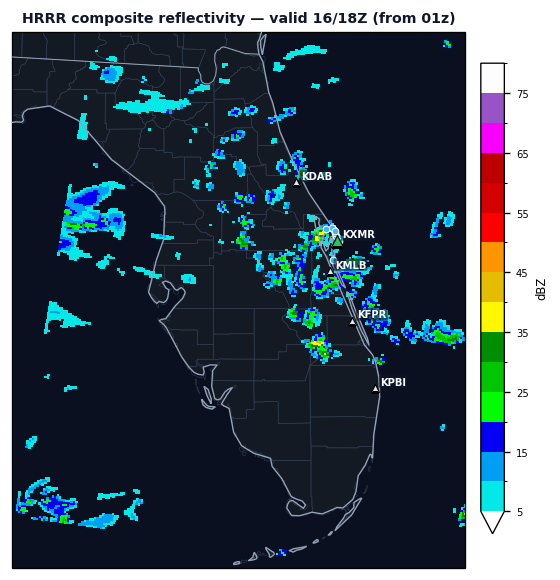 HRRR composite reflectivity — valid 16/18Z (from 01z)
KDAB
KXMR
KMLB
KFPR
KPBI
75
65
55
45
35
25
15
5
dBZ